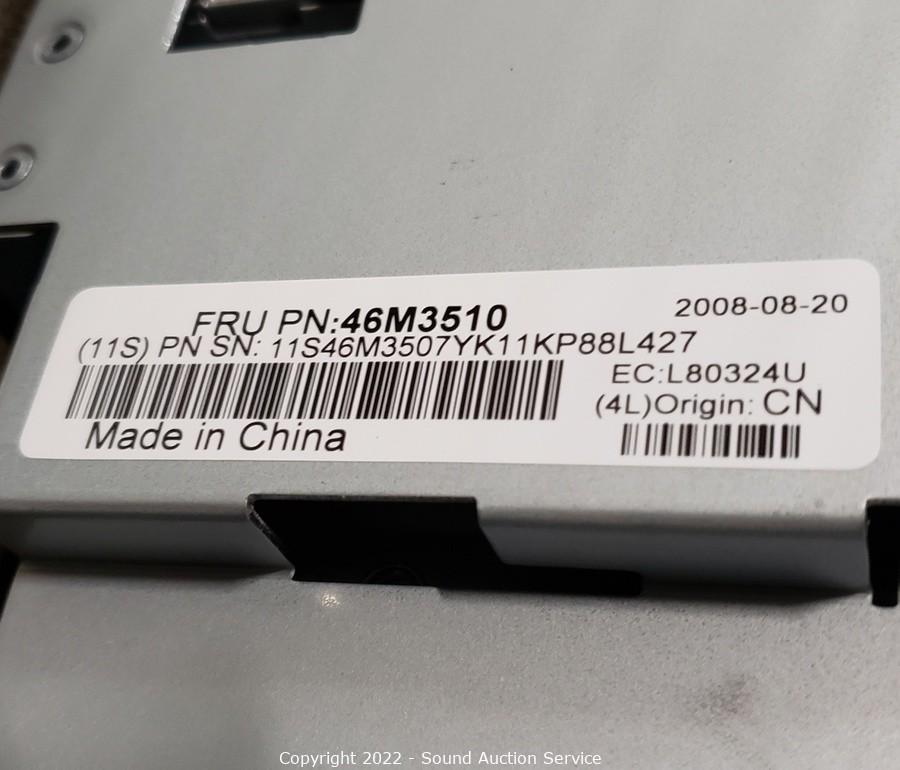 FRU PN:46M3510
2008-08-20
(11S) PN SN: 11S46M3507YK11KP88L427
EC:L80324U
(4L)Origin: CN
Made in China
Copyright 2022 - Sound Auction Service